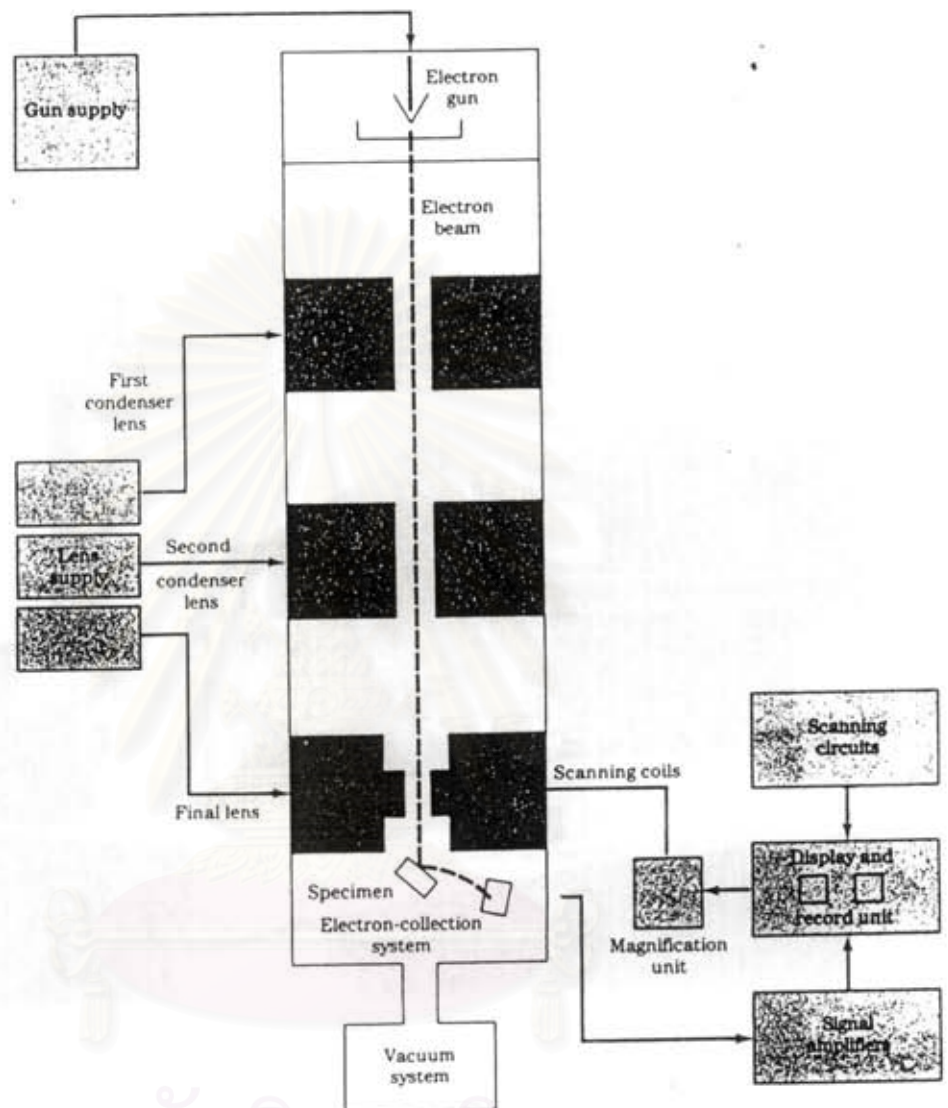 Electron
gun
Gun supply
Electron
beam
First
condenser
lens
Lens
supply
Second
condenser
lens
Scanning
circuits
Scanning coils
Final lens
Display and
record unit
Specimen
Electron-collection
system
Magnification
unit
Signal
amplifiers
Vacuum
system